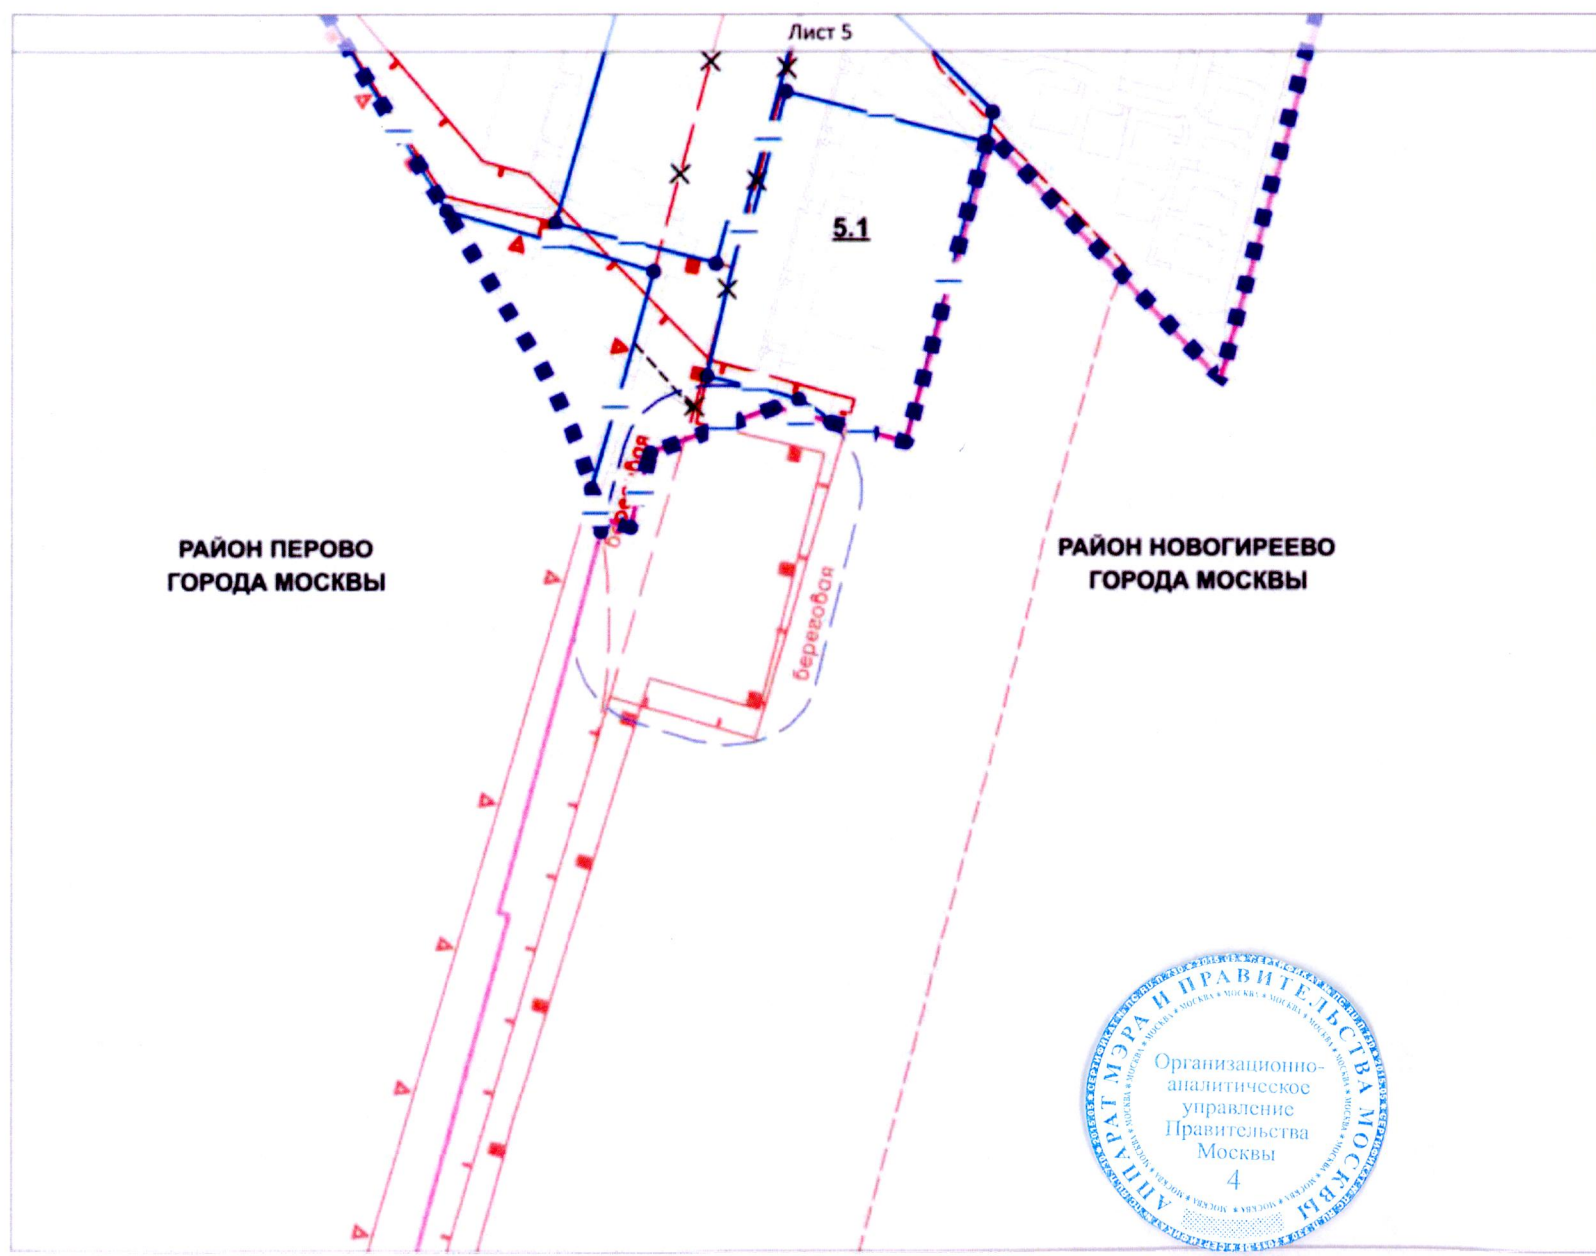 Лист 5
5.1
РАЙОН ПЕРОВО
ГОРОДА МОСКВЫ
РАЙОН НОВОГИРЕЕВО
ГОРОДА МОСКВЫ
береговая
береговая
АППАРАТ МЭРА И ПРАВИТЕЛЬСТВА МОСКВЫ
Организационно-
аналитическое
управление
Правительства
Москвы
4